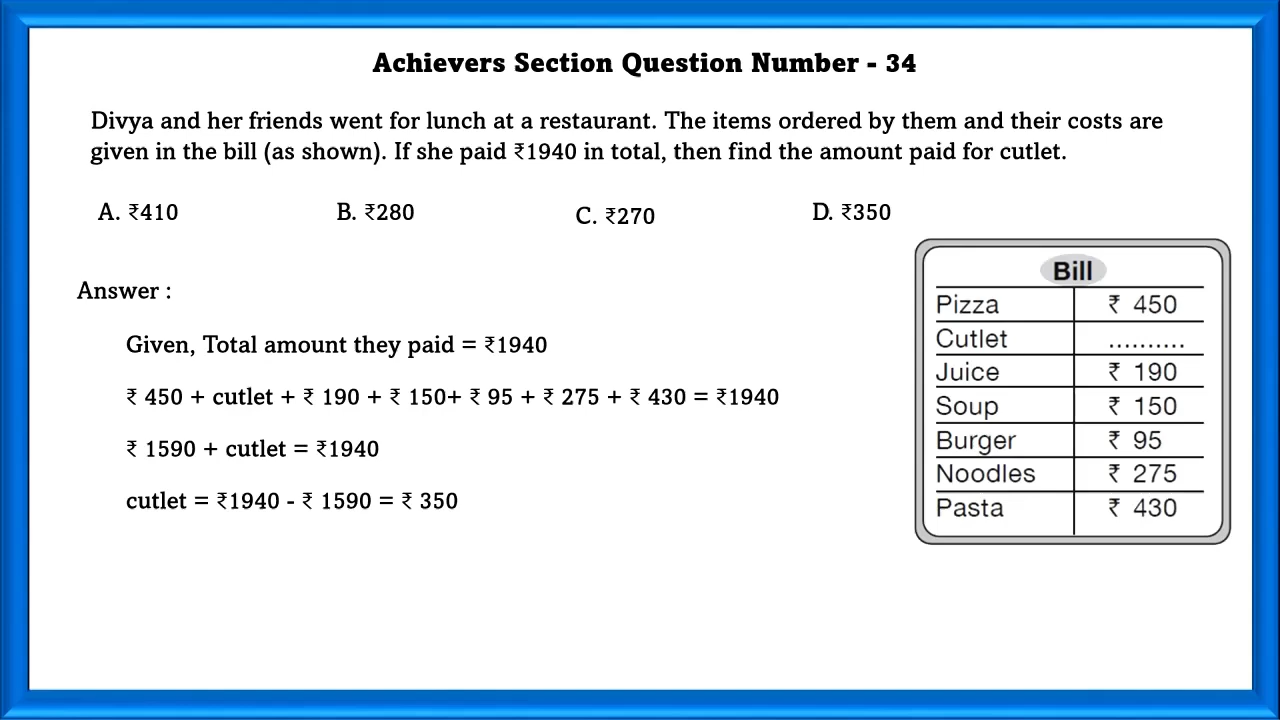 Achievers Section Question Number - 34
Divya and her friends went for lunch at a restaurant. The items ordered by them and their costs are
given in the bill (as shown). If she paid ₹1940 in total, then find the amount paid for cutlet.
A. ₹410 B. ₹280 C. ₹270 D. ₹350
Answer :
Given, Total amount they paid = ₹1940
₹ 450 + cutlet + ₹ 190 + ₹ 150+ ₹ 95 + ₹ 275 + ₹ 430 = ₹1940
₹ 1590 + cutlet = ₹1940
cutlet = ₹1940 - ₹ 1590 = ₹ 350
Bill
Pizza ₹ 450
Cutlet ..........
Juice ₹ 190
Soup ₹ 150
Burger ₹ 95
Noodles ₹ 275
Pasta ₹ 430